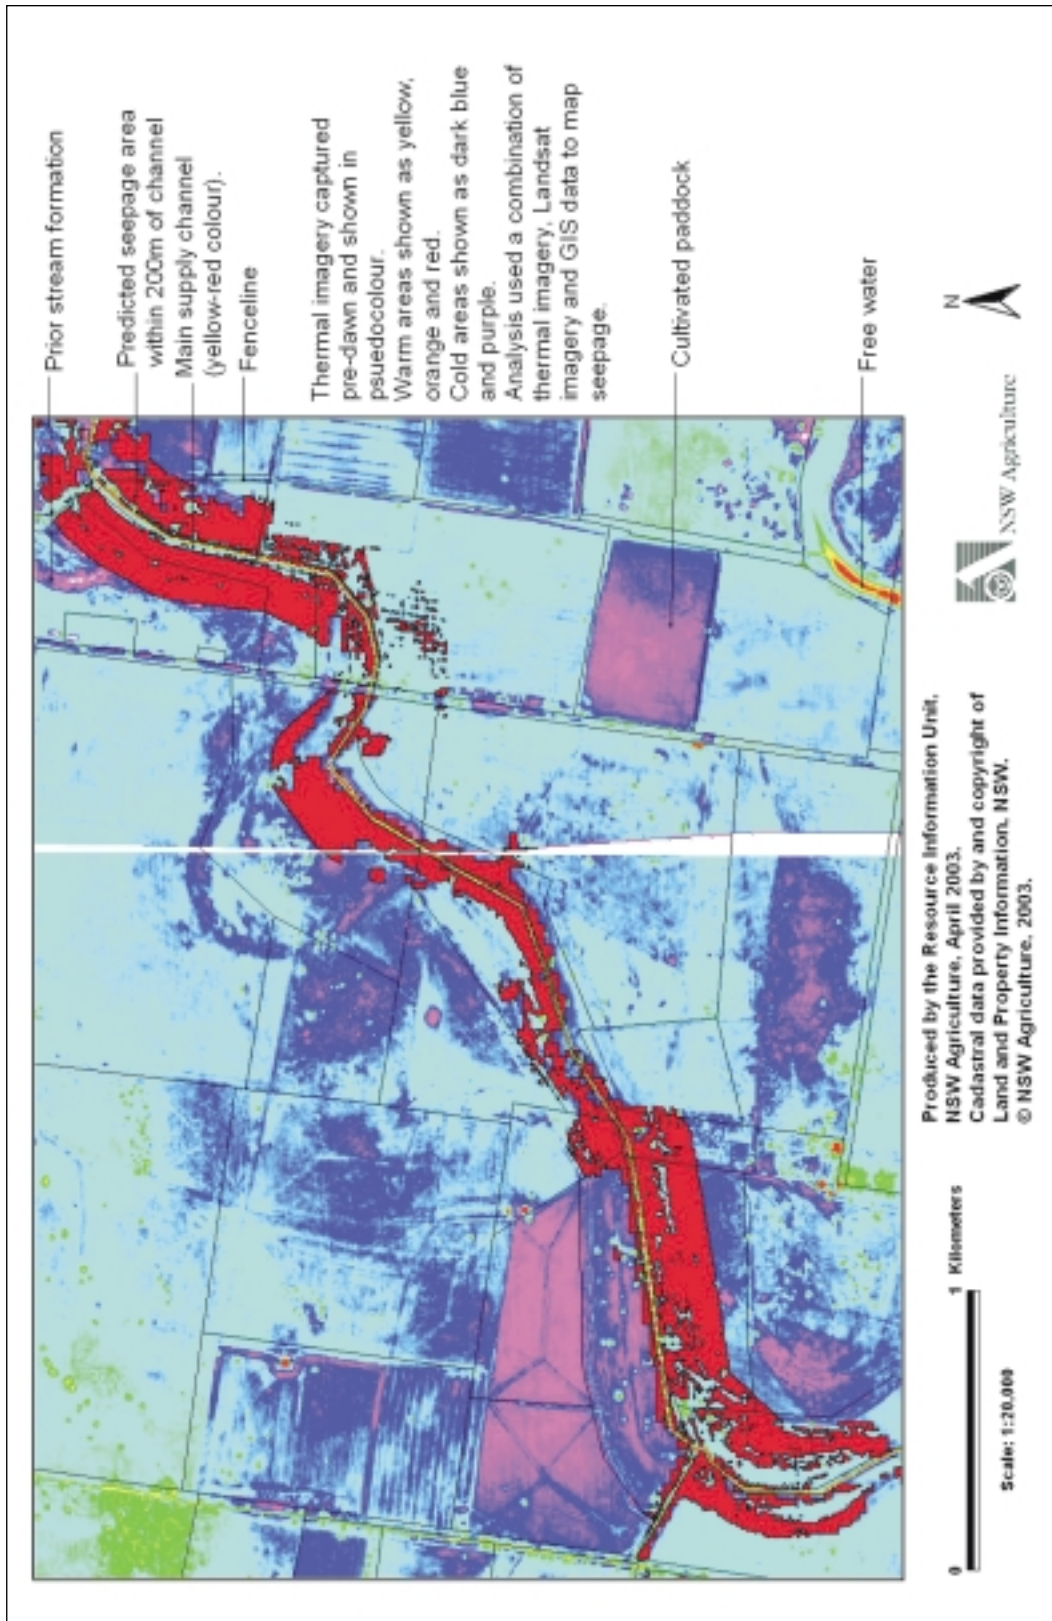 Prior stream formation
Predicted seepage area
within 200m of channel
Main supply channel
(yellow-red colour).
Fenceline
Thermal imagery captured
pre-dawn and shown in
psuedocolour.
Warm areas shown as yellow,
orange and red.
Cold areas shown as dark blue
and purple.
Analysis used a combination of
thermal imagery, Landsat
imagery and GIS data to map
seepage.
Cultivated paddock
Free water
N
NSW Agriculture
Produced by the Resource Information Unit,
NSW Agriculture, April 2003.
Cadastral data provided by and copyright of
Land and Property Information, NSW.
© NSW Agriculture, 2003.
0 1 Kilometers
Scale: 1:20,000